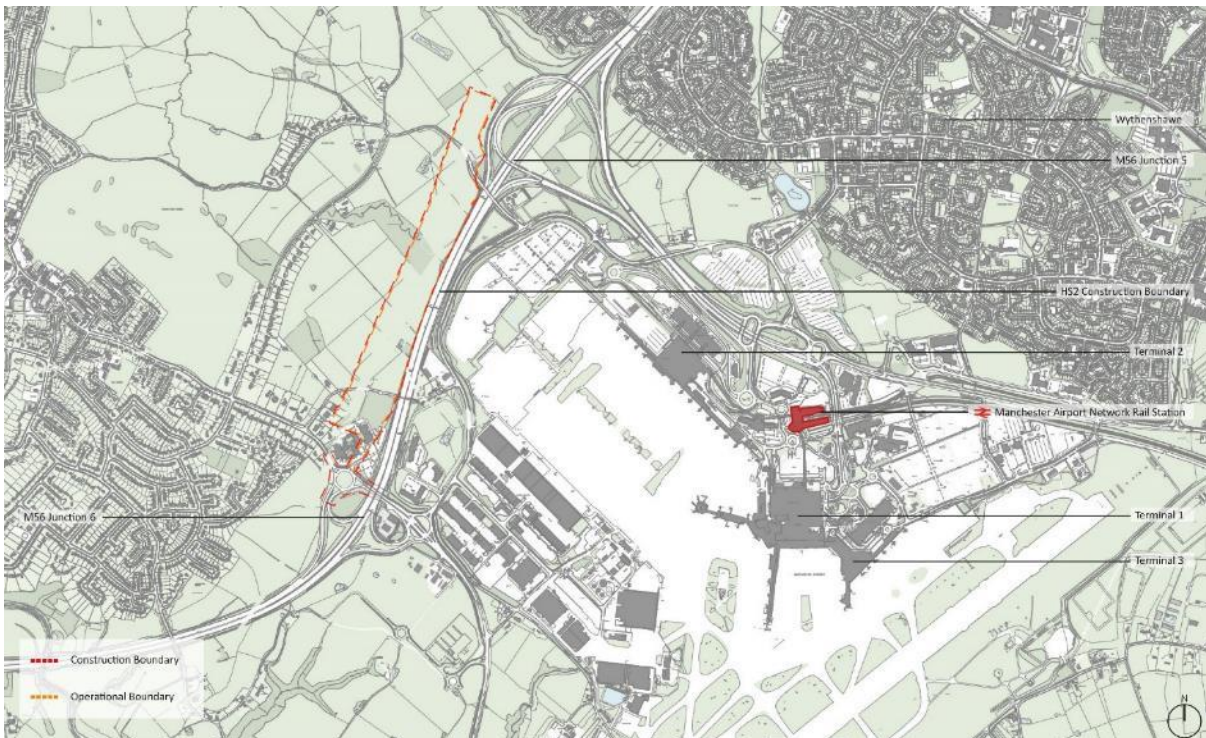 Wythenshawe
M56 Junction 5
HS2 Construction Boundary
Terminal 2
Manchester Airport Network Rail Station
M56 Junction 6
Terminal 1
Terminal 3
Construction Boundary
Operational Boundary
N